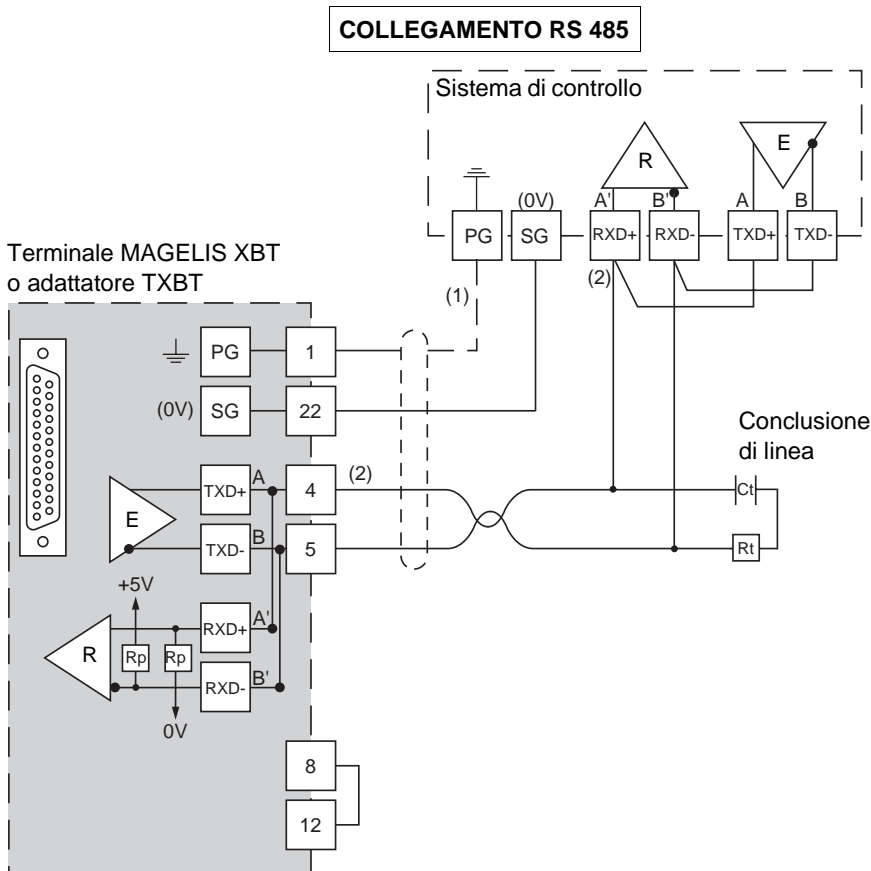 COLLEGAMENTO RS 485
Sistema di controllo
R
E
(0V)
A'
B'
A
B
PG
SG
RXD+
RXD-
TXD+
TXD-
(1)
(2)
Terminale MAGELIS XBT
o adattatore TXBT
PG
1
(0V)
SG
22
E
TXD+
A
4
(2)
TXD-
B
5
Conclusione
di linea
Ct
Rt
+5V
R
Rp
Rp
RXD+
A'
RXD-
B'
0V
8
12